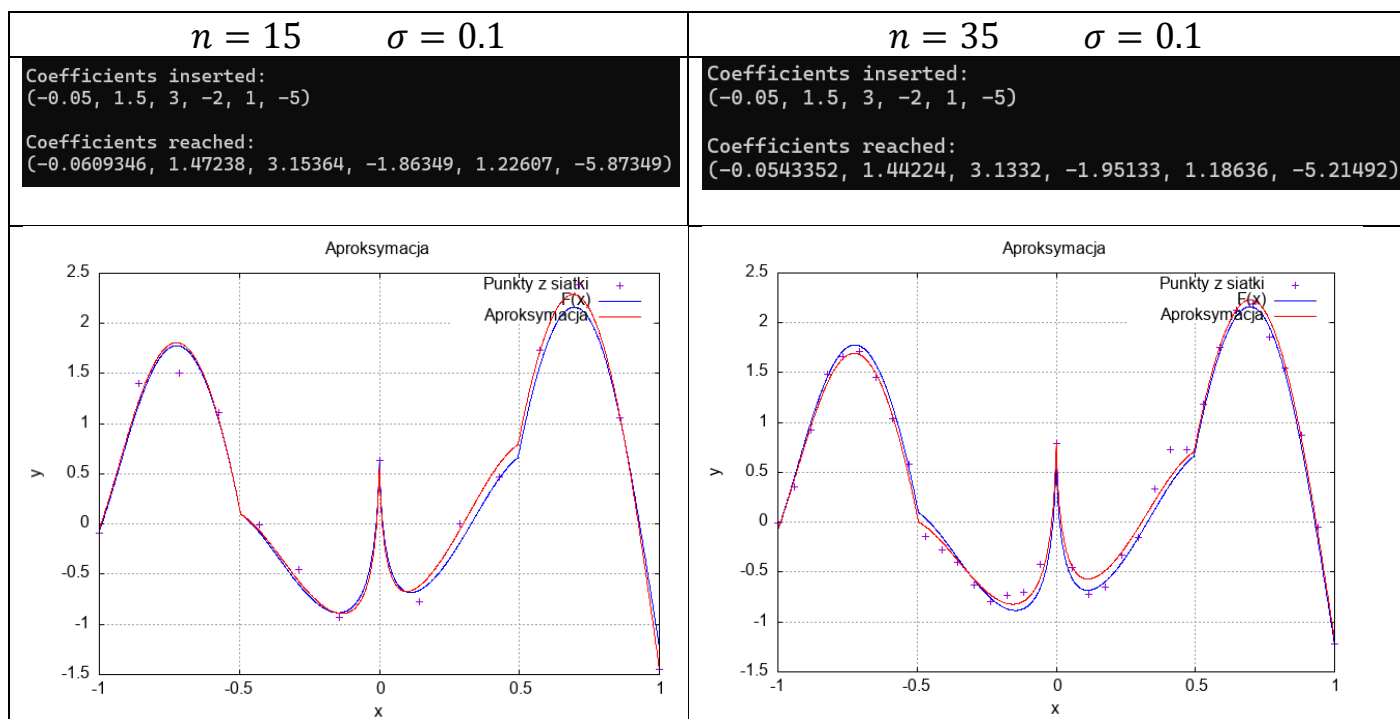 n = 15 σ = 0.1
Coefficients inserted:
(-0.05, 1.5, 3, -2, 1, -5)
Coefficients reached:
(-0.0609346, 1.47238, 3.15364, -1.86349, 1.22607, -5.87349)
n = 35 σ = 0.1
Coefficients inserted:
(-0.05, 1.5, 3, -2, 1, -5)
Coefficients reached:
(-0.0543352, 1.44224, 3.1332, -1.95133, 1.18636, -5.21492)
Aproksymacja
Punkty z siatki
F(x)
Aproksymacja
2.5
2
1.5
1
0.5
0
-0.5
-1
-1.5
y
-1 -0.5 0 0.5 1
x
Aproksymacja
Punkty z siatki
F(x)
Aproksymacja
2.5
2
1.5
1
0.5
0
-0.5
-1
-1.5
y
-1 -0.5 0 0.5 1
x